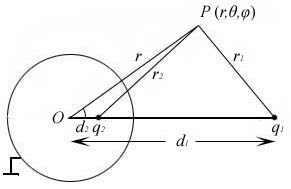 P (r,θ,φ)
r
r₂
r₁
O
d₂
q₂
q₁
d₁